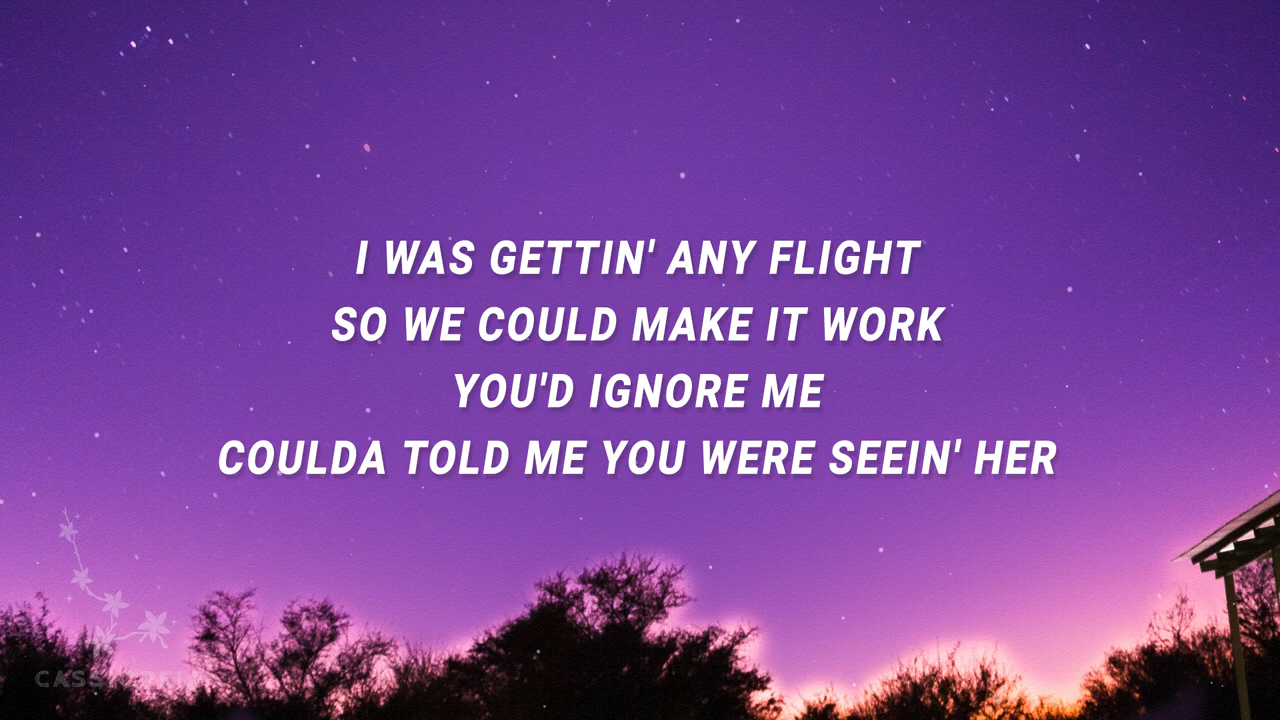 I WAS GETTIN' ANY FLIGHT
SO WE COULD MAKE IT WORK
YOU'D IGNORE ME
COULDA TOLD ME YOU WERE SEEIN' HER